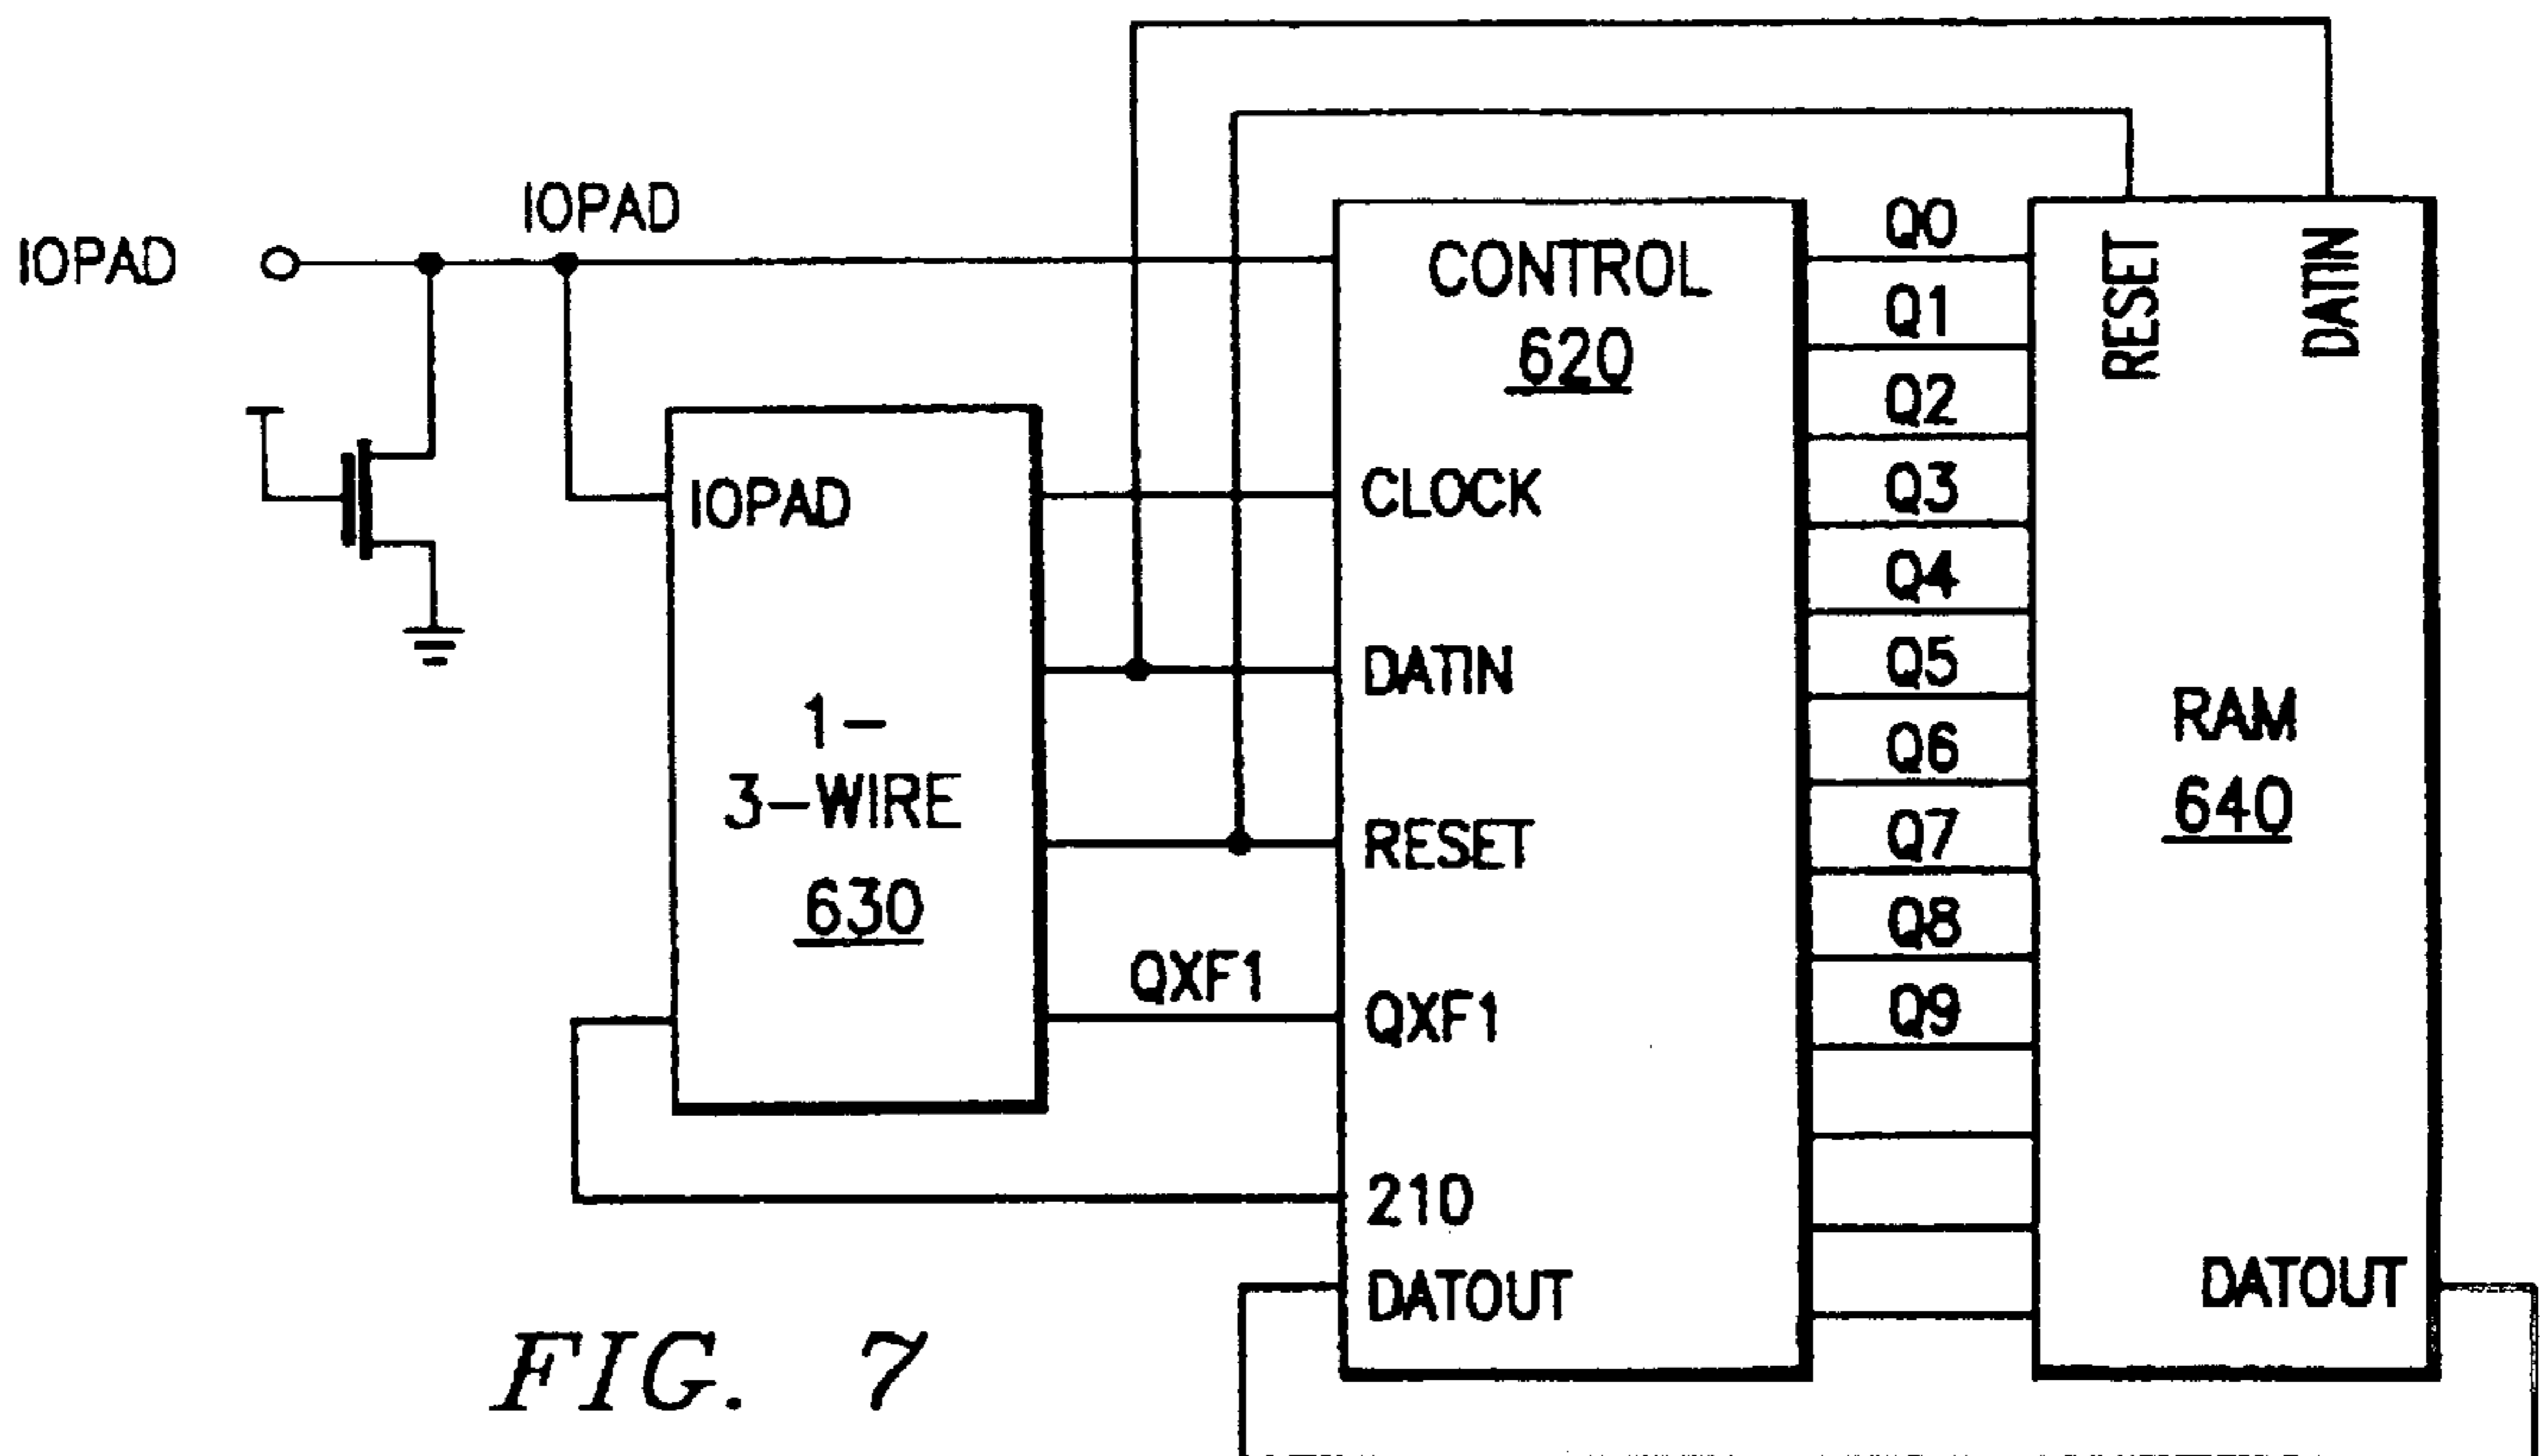 IOPAD
IOPAD
IOPAD
1-
3-WIRE
630
CONTROL
620
CLOCK
DATIN
RESET
QXF1
QXF1
210
DATOUT
Q0
Q1
Q2
Q3
Q4
Q5
Q6
Q7
Q8
Q9
RESET
DATIN
RAM
640
DATOUT
FIG. 7